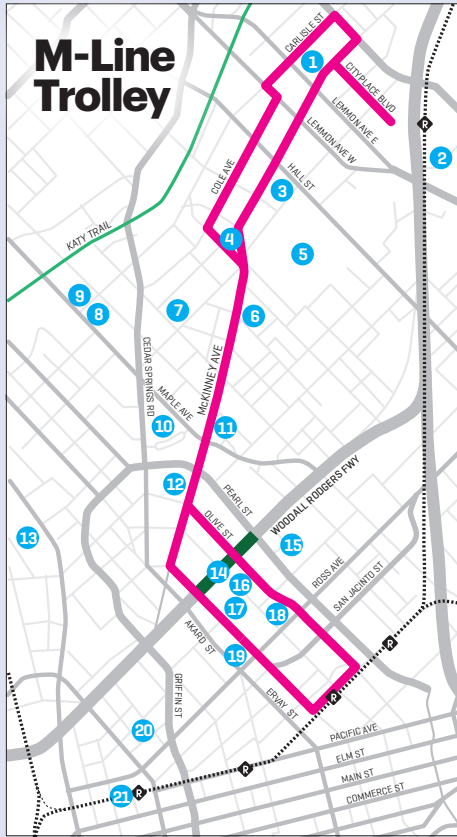 M-Line
Trolley
CARLISLE ST
1
CITYPLACE BLVD
LEMMON AVE E
LEMMON AVE W
R
2
COLE AVE
HALL ST
3
KATY TRAIL
4
5
9
8
7
6
CEDAR SPRINGS RD
McKINNEY AVE
MAPLE AVE
10
11
12
PEARL ST
WOODALL RODGERS FWY
OLIVE ST
13
15
14
16
ROSS AVE
SAN JACINTO ST
17
18
AKARD ST
19
R
GRIFFIN ST
ERVAY ST
R
20
PACIFIC AVE
ELM ST
R
MAIN ST
21
R
COMMERCE ST